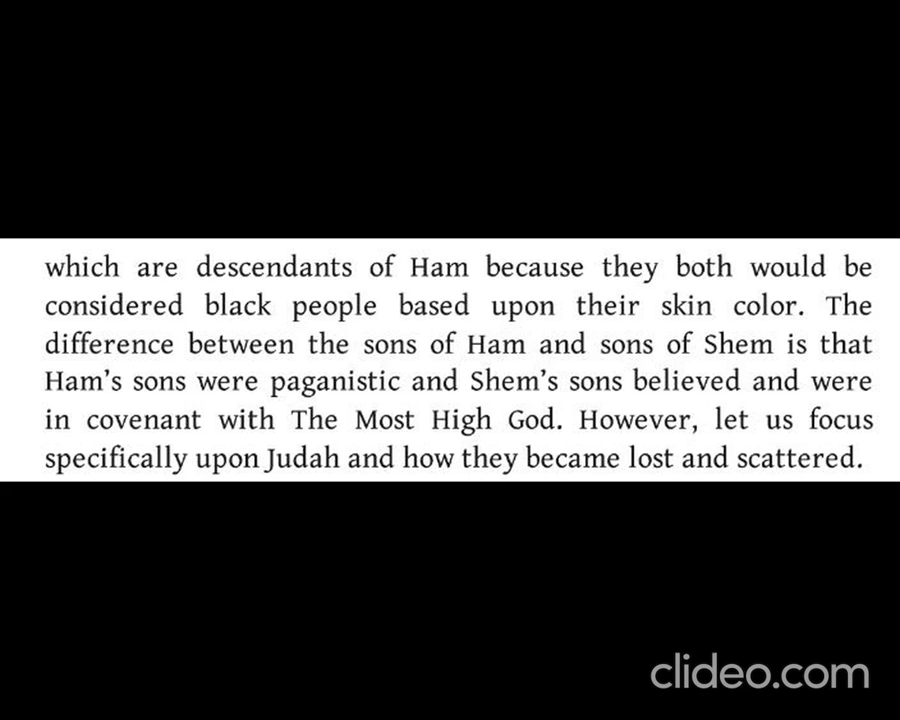 which are descendants of Ham because they both would be
considered black people based upon their skin color. The
difference between the sons of Ham and sons of Shem is that
Ham's sons were paganistic and Shem's sons believed and were
in covenant with The Most High God. However, let us focus
specifically upon Judah and how they became lost and scattered.
clideo.com